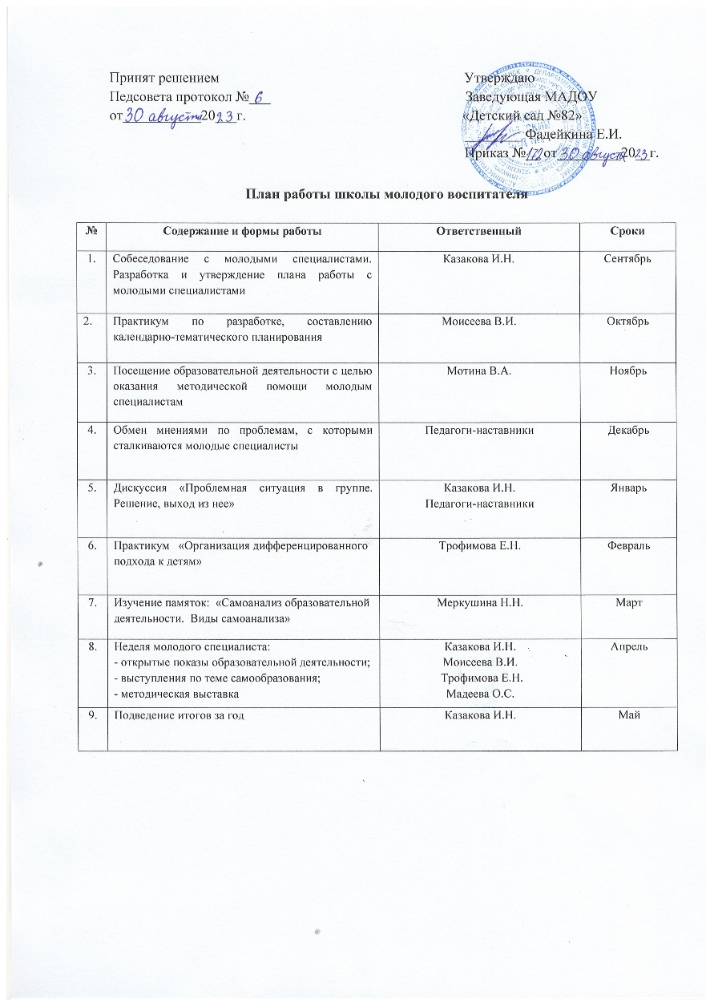 Принят решением
Педсовета протокол № 6
от 30 августа 2023 г.
Утверждаю
Заведующая МАДОУ
«Детский сад №82»
Фадейкина Е.И.
Приказ №172 от 30 августа 2023 г.
План работы школы молодого воспитателя
№ Содержание и формы работы Ответственный Сроки
1. Собеседование с молодыми специалистами. Казакова И.Н. Сентябрь
Разработка и утверждение плана работы с
молодыми специалистами
2. Практикум по разработке, составлению Моисеева В.И. Октябрь
календарно-тематического планирования
3. Посещение образовательной деятельности с целью Мотина В.А. Ноябрь
оказания методической помощи молодым
специалистам
4. Обмен мнениями по проблемам, с которыми Педагоги-наставники Декабрь
сталкиваются молодые специалисты
5. Дискуссия «Проблемная ситуация в группе. Казакова И.Н. Январь
Решение, выход из нее» Педагоги-наставники
6. Практикум «Организация дифференцированного Трофимова Е.Н. Февраль
подхода к детям»
7. Изучение памяток: «Самоанализ образовательной Меркушина Н.Н. Март
деятельности. Виды самоанализа»
8. Неделя молодого специалиста: Казакова И.Н. Апрель
- открытые показы образовательной деятельности; Моисеева В.И.
- выступления по теме самообразования; Трофимова Е.Н.
- методическая выставка Мадеева О.С.
9. Подведение итогов за год Казакова И.Н. Май